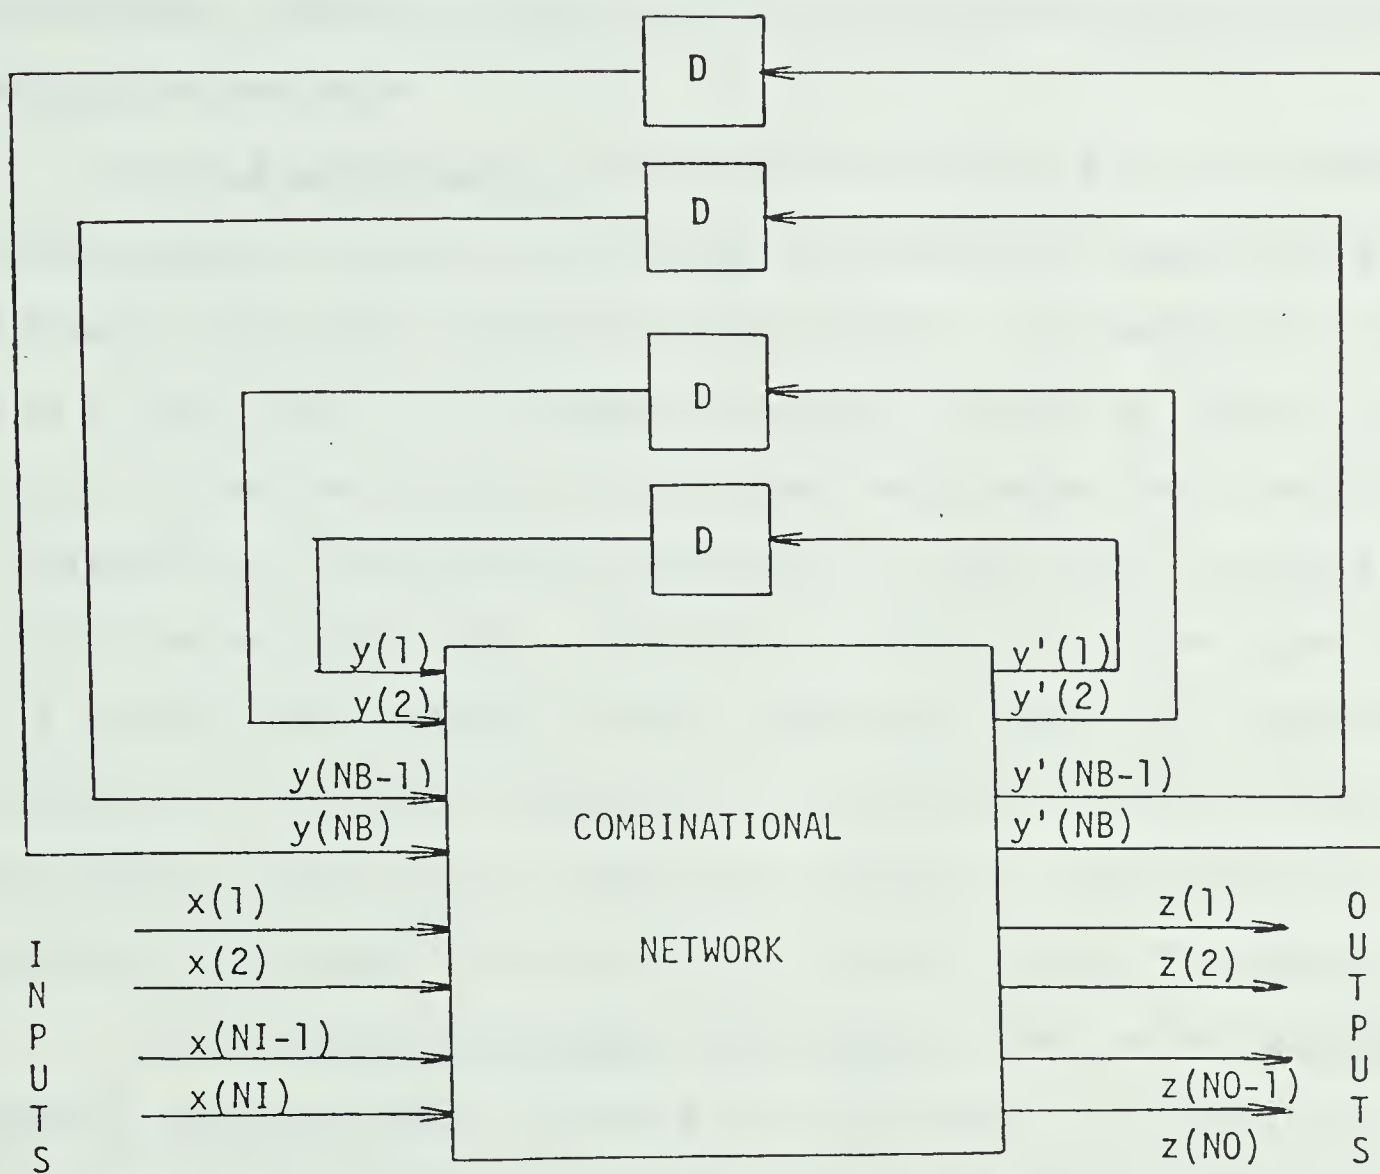 D
D
D
D
y(1)
y'(1)
y(2)
y'(2)
y(NB-1)
y'(NB-1)
y(NB)
y'(NB)
COMBINATIONAL
NETWORK
INPUTS
x(1)
x(2)
x(NI-1)
x(NI)
z(1)
z(2)
z(NO-1)
z(NO)
OUTPUTS